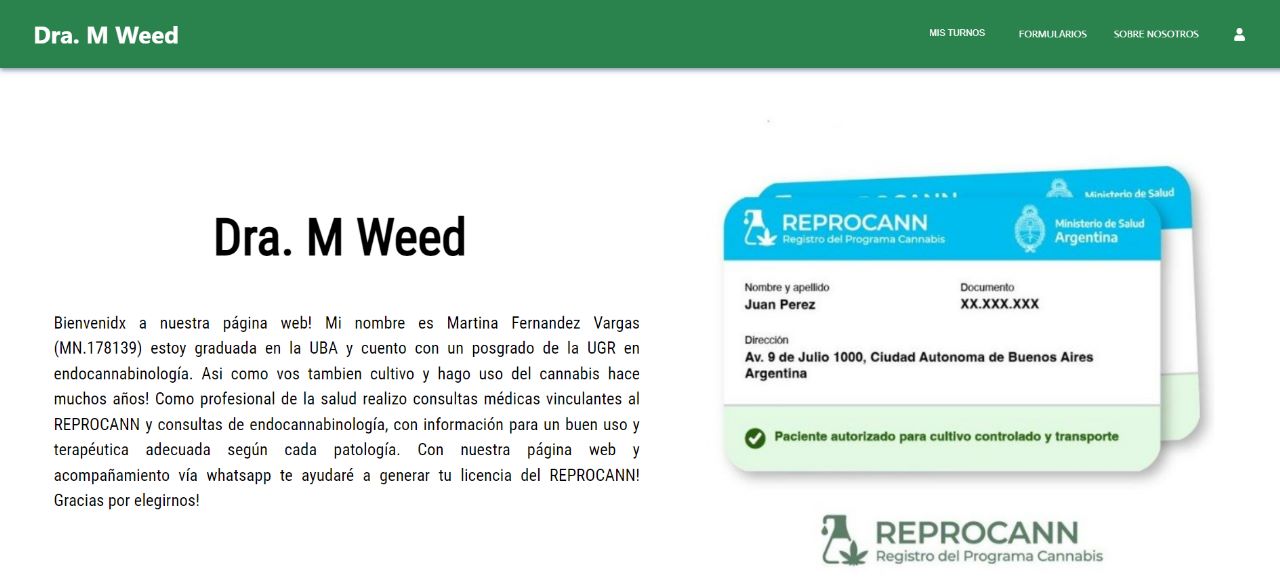 Dra. M Weed
MIS TURNOS
FORMULARIOS
SOBRE NOSOTROS
Dra. M Weed
Bienvenidx a nuestra página web! Mi nombre es Martina Fernandez Vargas
(MN.178139) estoy graduada en la UBA y cuento con un posgrado de la UGR en
endocannabinología. Asi como vos tambien cultivo y hago uso del cannabis hace
muchos años! Como profesional de la salud realizo consultas médicas vinculantes al
REPROCANN y consultas de endocannabinología, con información para un buen uso y
terapéutica adecuada según cada patología. Con nuestra página web y
acompañamiento vía whatsapp te ayudaré a generar tu licencia del REPROCANN!
Gracias por elegirnos!
Ministerio de Salud
REPROCANN
Registro del Programa Cannabis
Ministerio de Salud
Argentina
Nombre y apellido
Juan Perez
Documento
XX.XXX.XXX
Dirección
Av. 9 de Julio 1000, Ciudad Autonoma de Buenos Aires
Argentina
Paciente autorizado para cultivo controlado y transporte
REPROCANN
Registro del Programa Cannabis